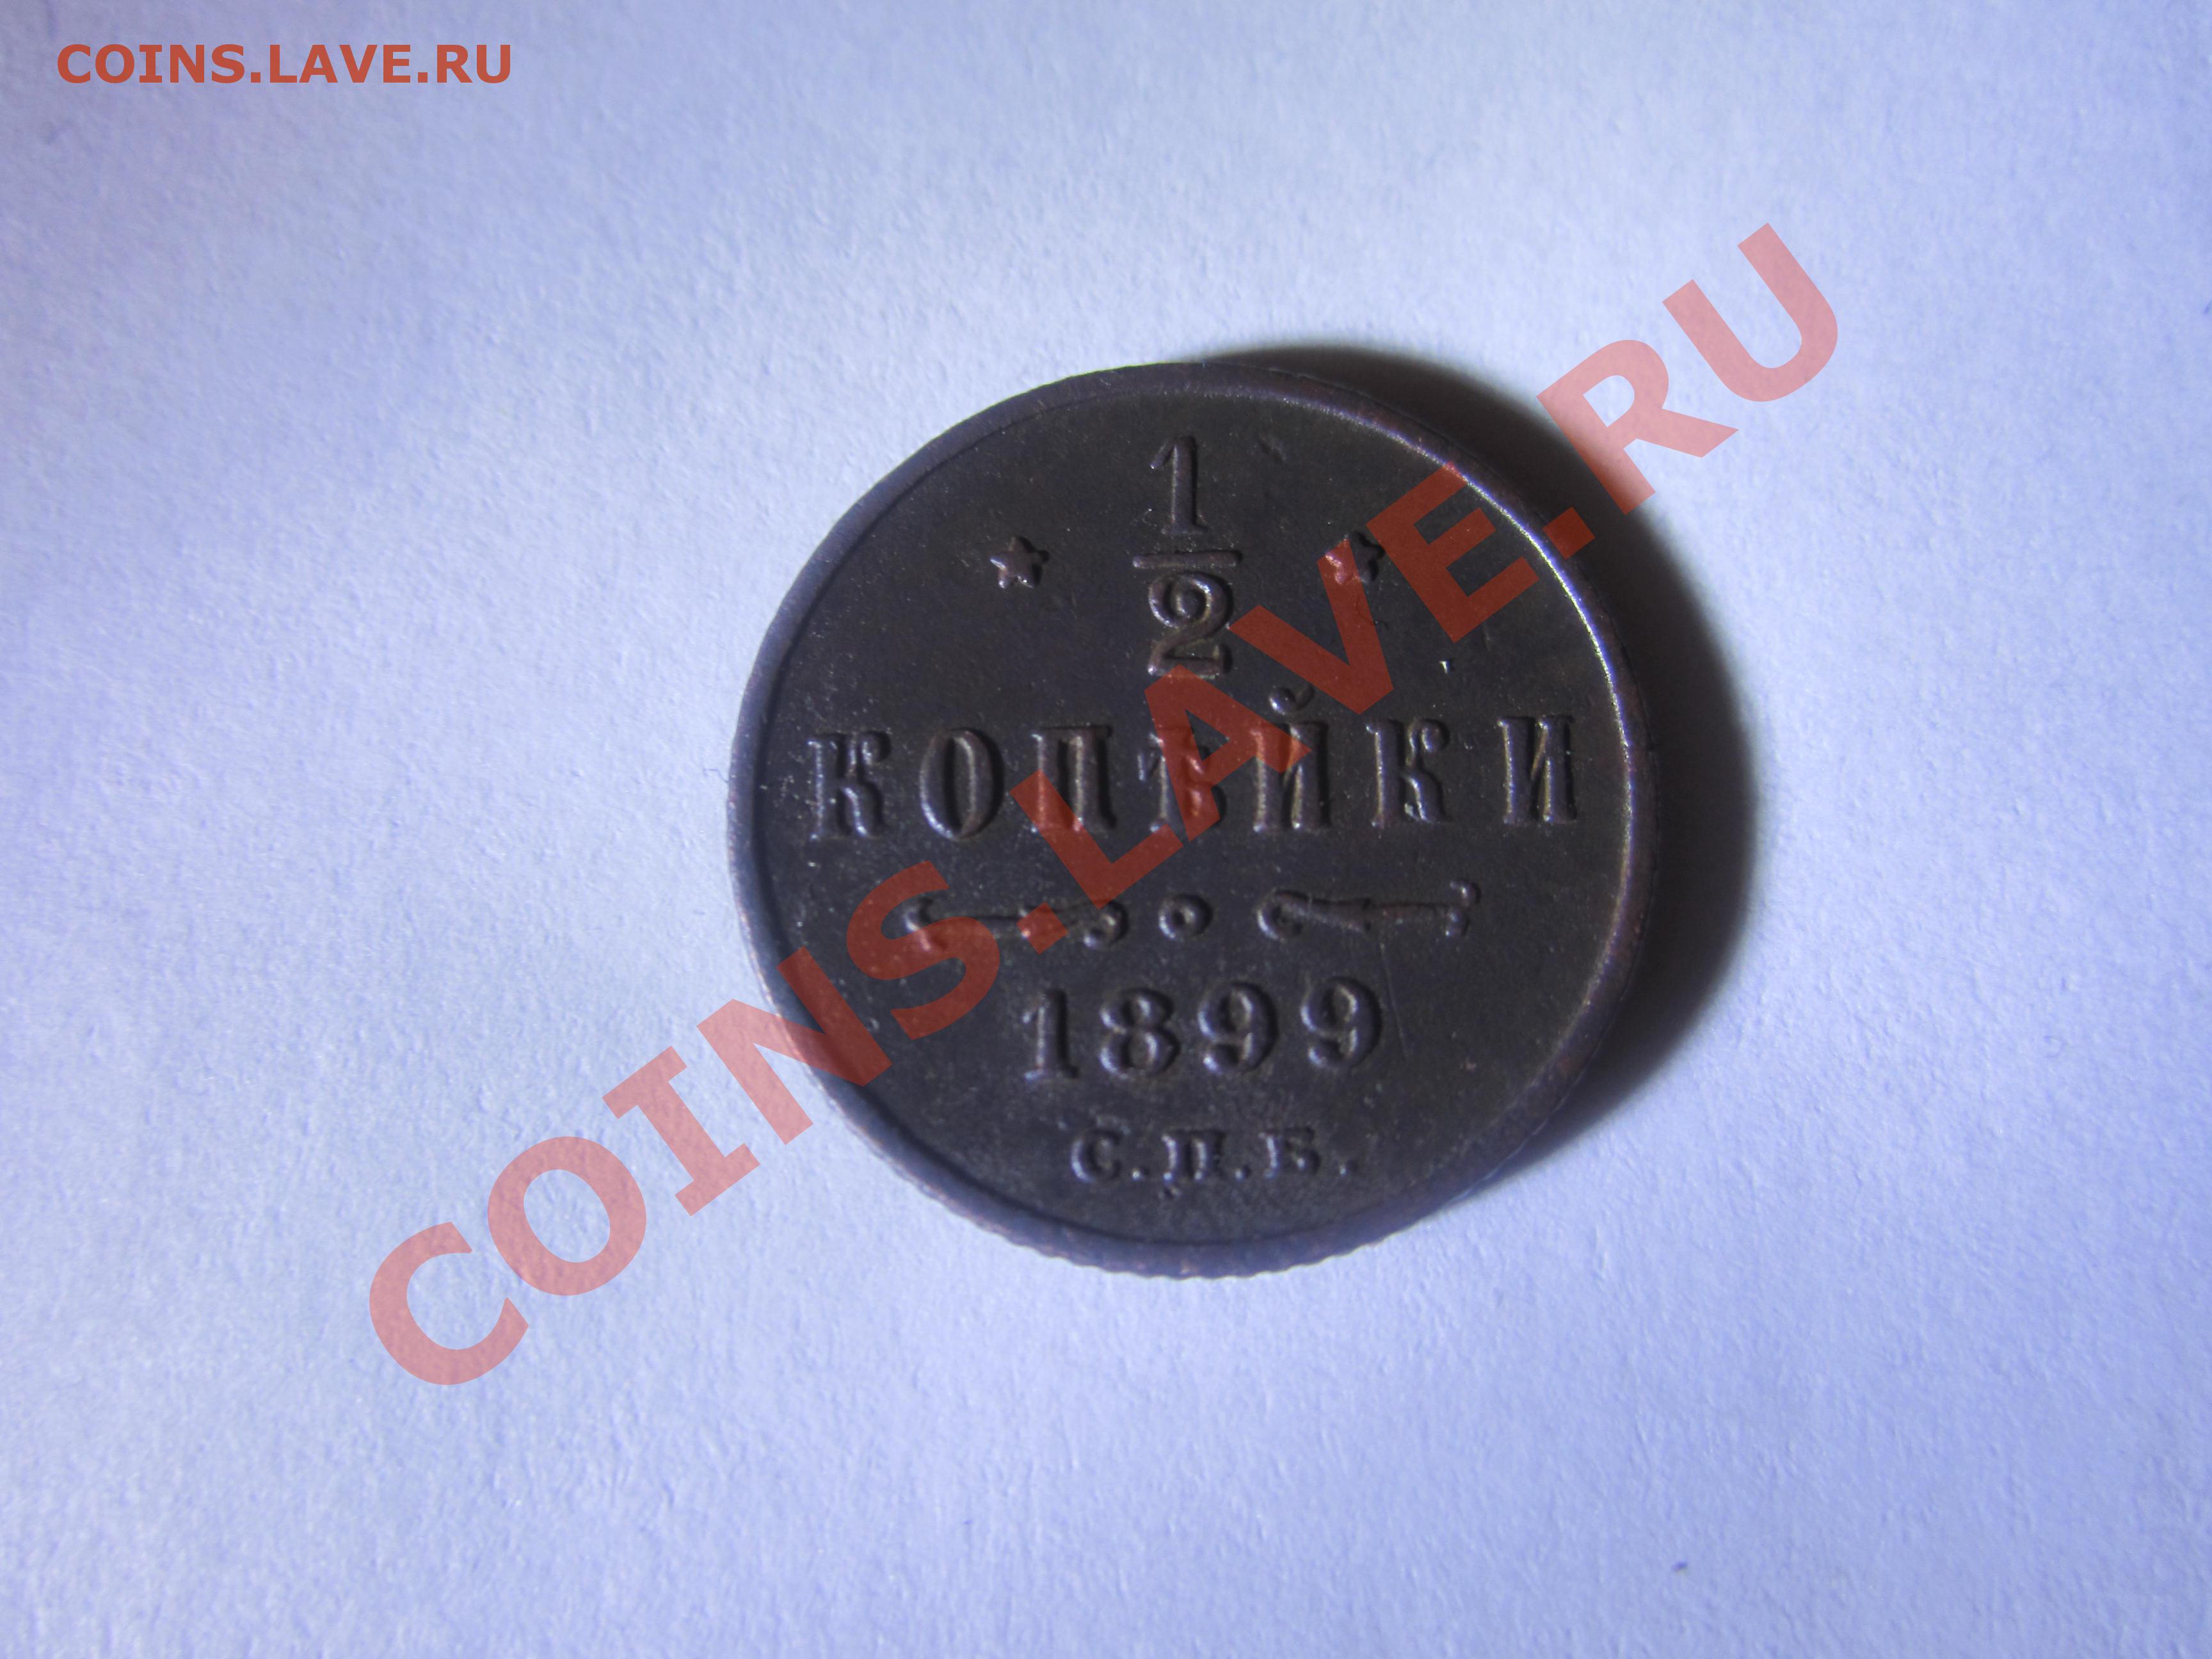 COINS.LAVE.RU
1
2
КОПѢЙКИ
1899
С.П.Б.
COINS.LAVE.RU